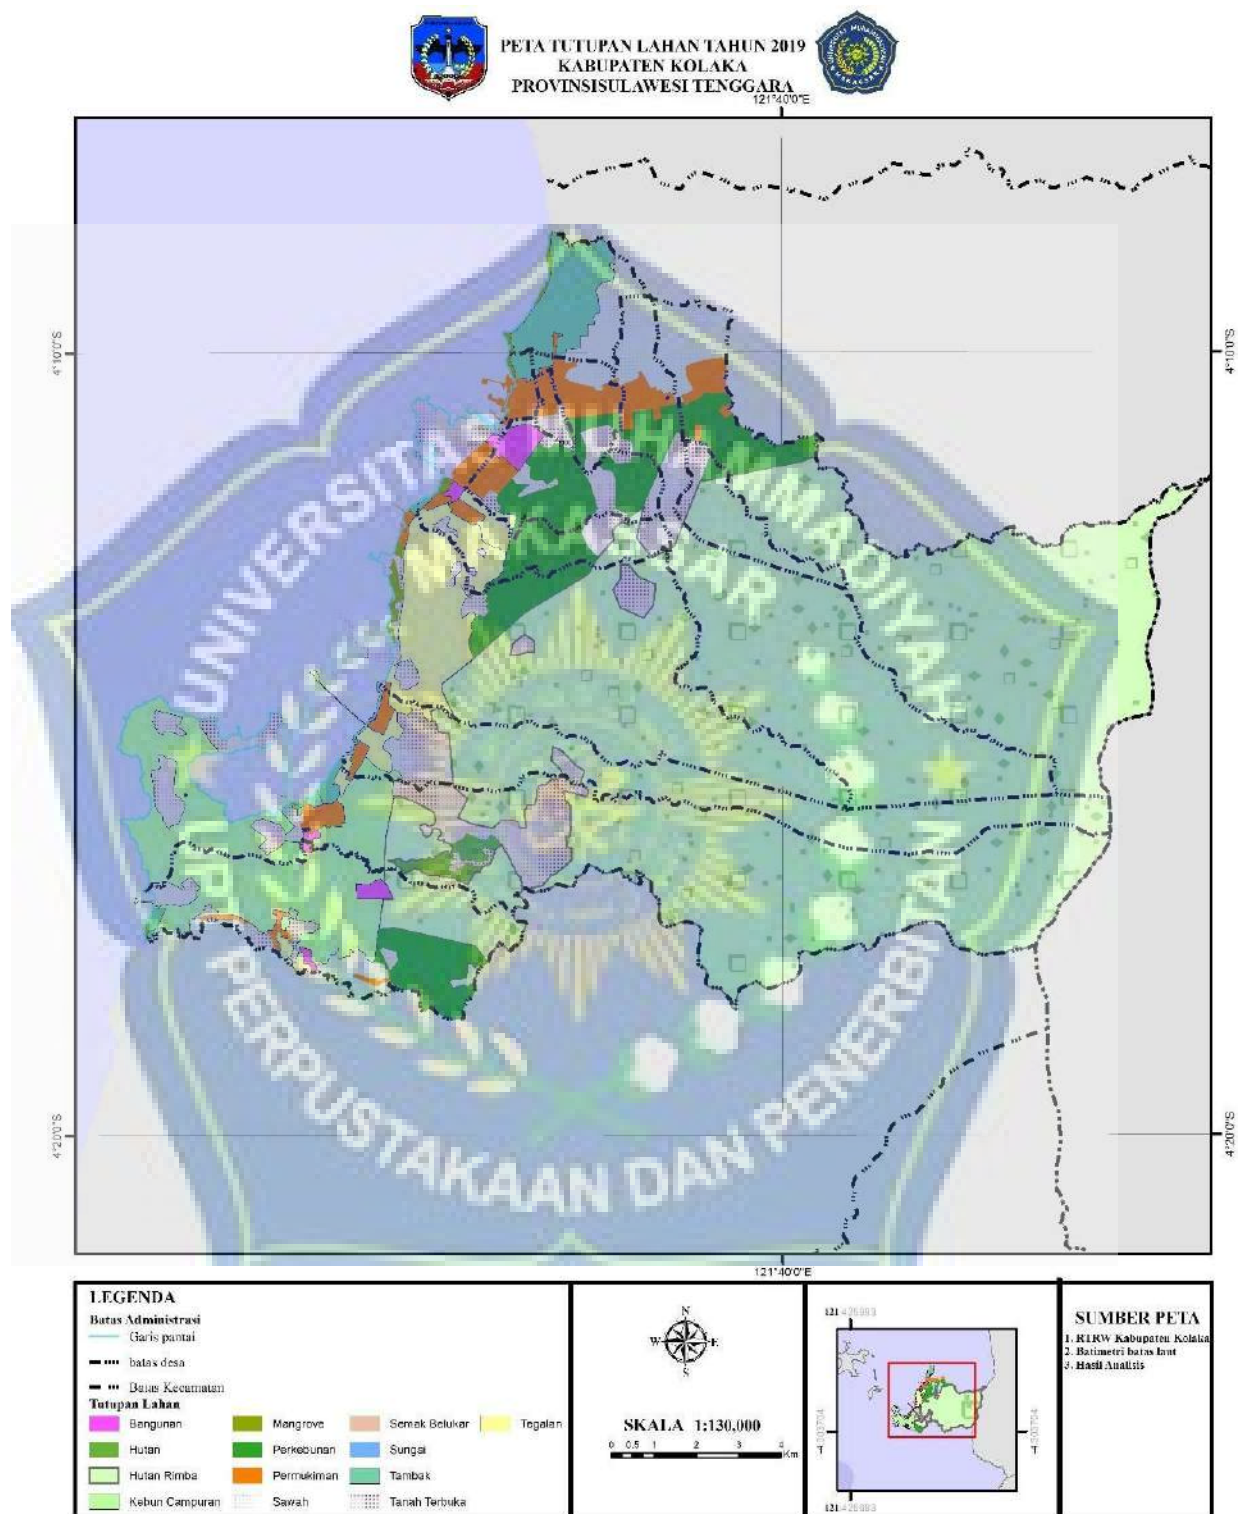 PETA TUTUPAN LAHAN TAHUN 2019
KABUPATEN KOLAKA
PROVINSISULAWESI TENGGARA
121°40'0"E
4°10'0"S
4°10'0"S
UNIVERSITAS MUHAMMADIYAH
MAKASSAR
UPT PERPUSTAKAAN DAN PENERBITAN
4°20'0"S
4°20'0"S
121°40'0"E
LEGENDA
Batas Administrasi
Garis pantai
batas desa
Batas Kecamatan
Tutupan Lahan
Bangunan
Hutan
Hutan Rimba
Kebun Campuran
Mangrove
Perkebunan
Permukiman
Sawah
Semak Belukar
Sungai
Tambak
Tanah Terbuka
Tegalan
N
W
E
S
SKALA 1:130,000
0 0.5 1 2 3 4
Km
SUMBER PETA
1. RTRW Kabupaten Kolaka
2. Batimetri batas laut
3. Hasil Analisis